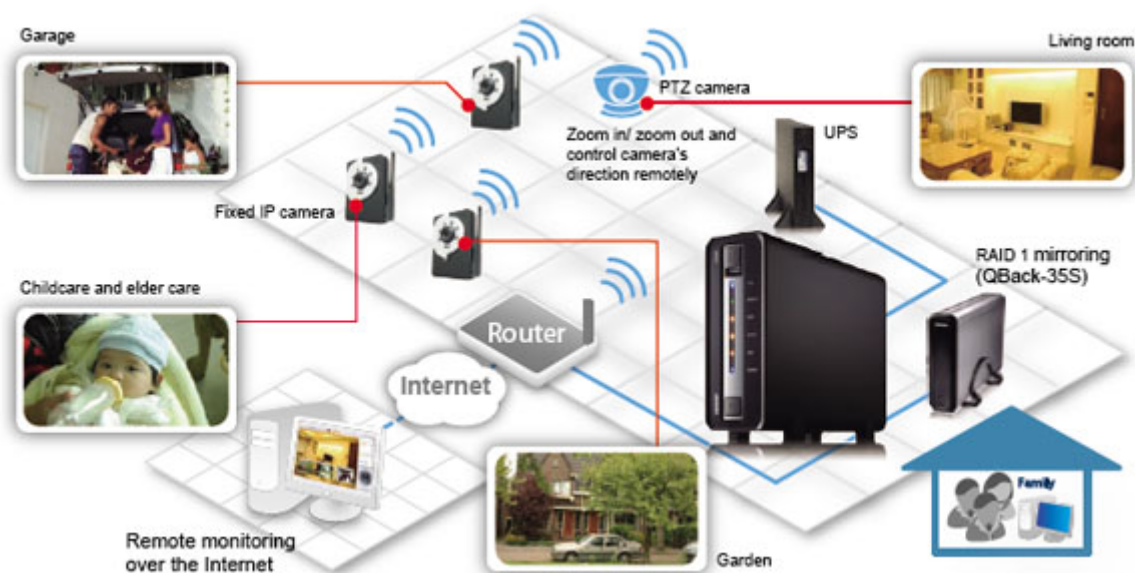 Garage
Living room
PTZ camera
Zoom in/ zoom out and
control camera's
direction remotely
UPS
Fixed IP camera
RAID 1 mirroring
(QBack-35S)
Childcare and elder care
Router
Internet
Family
Remote monitoring
over the Internet
Garden